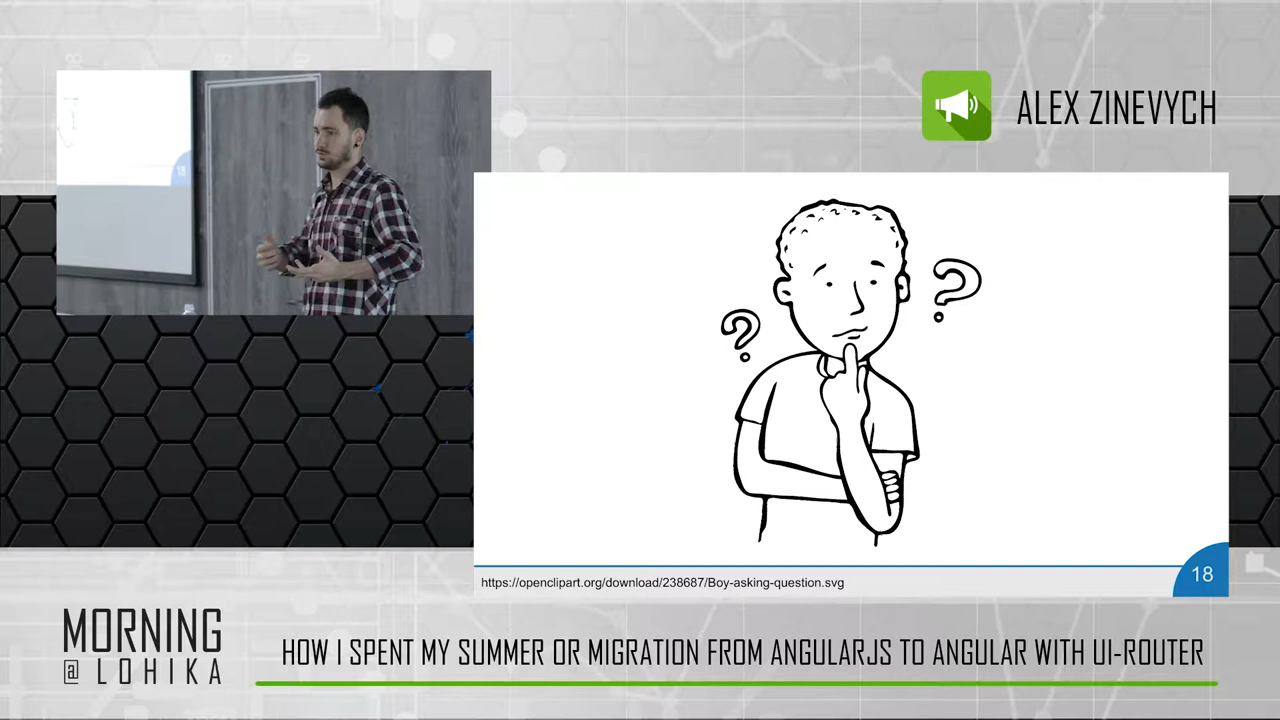 ALEX ZINEVYCH
18
?
?
https://openclipart.org/download/238687/Boy-asking-question.svg
18
MORNING
@ LOHIKA
HOW I SPENT MY SUMMER OR MIGRATION FROM ANGULARJS TO ANGULAR WITH UI-ROUTER